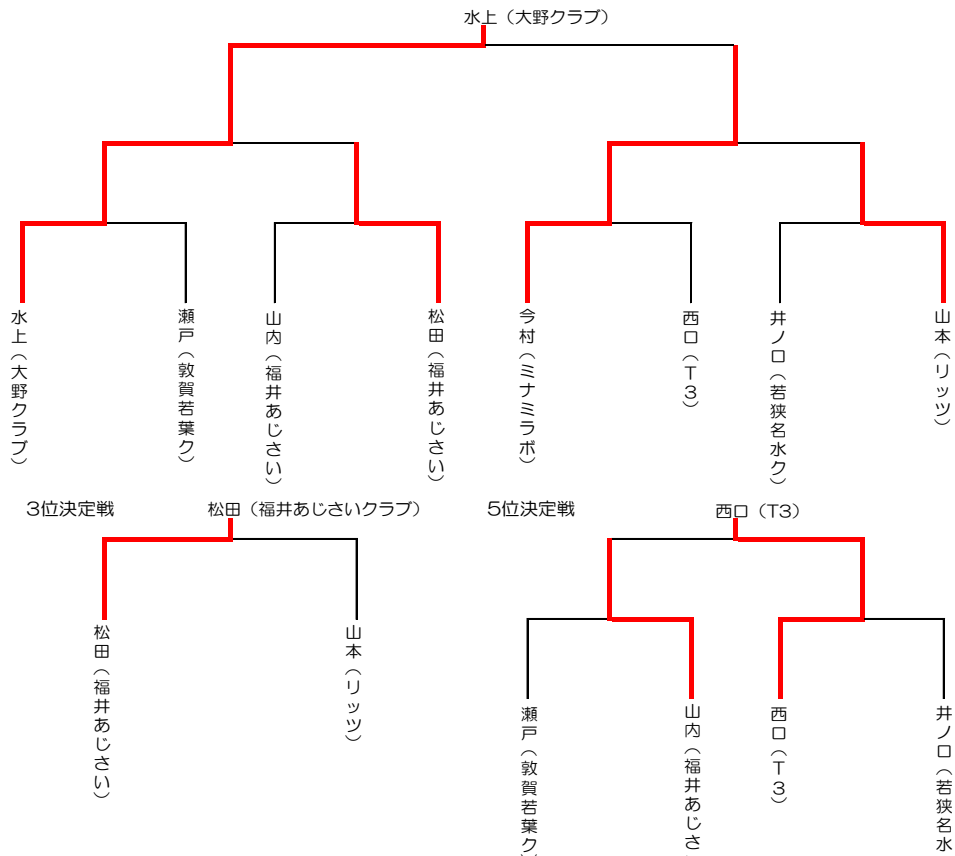 水上（大野クラブ）
水上（大野クラブ）
瀬戸（敦賀若葉ク）
山内（福井あじさい）
松田（福井あじさい）
今村（ミナミラボ）
西口（T3）
井ノ口（若狭名水ク）
山本（リッツ）
3位決定戦
松田（福井あじさいクラブ）
5位決定戦
西口（T3）
松田（福井あじさい）
山本（リッツ）
瀬戸（敦賀若葉ク
山内（福井あじさ
西口（T3）
井ノ口（若狭名水